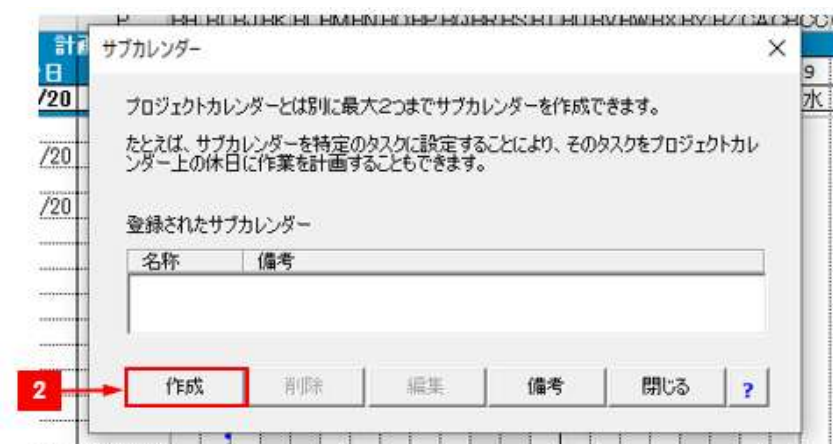 計画
日
/20
/20
/20
9
水
サブカレンダー
プロジェクトカレンダーとは別に最大2つまでサブカレンダーを作成できます。
たとえば、サブカレンダーを特定のタスクに設定することにより、そのタスクをプロジェクトカレ
ンダー上の休日に作業を計画することもできます。
登録されたサブカレンダー
名称 備考
2 作成 削除 編集 備考 閉じる ?